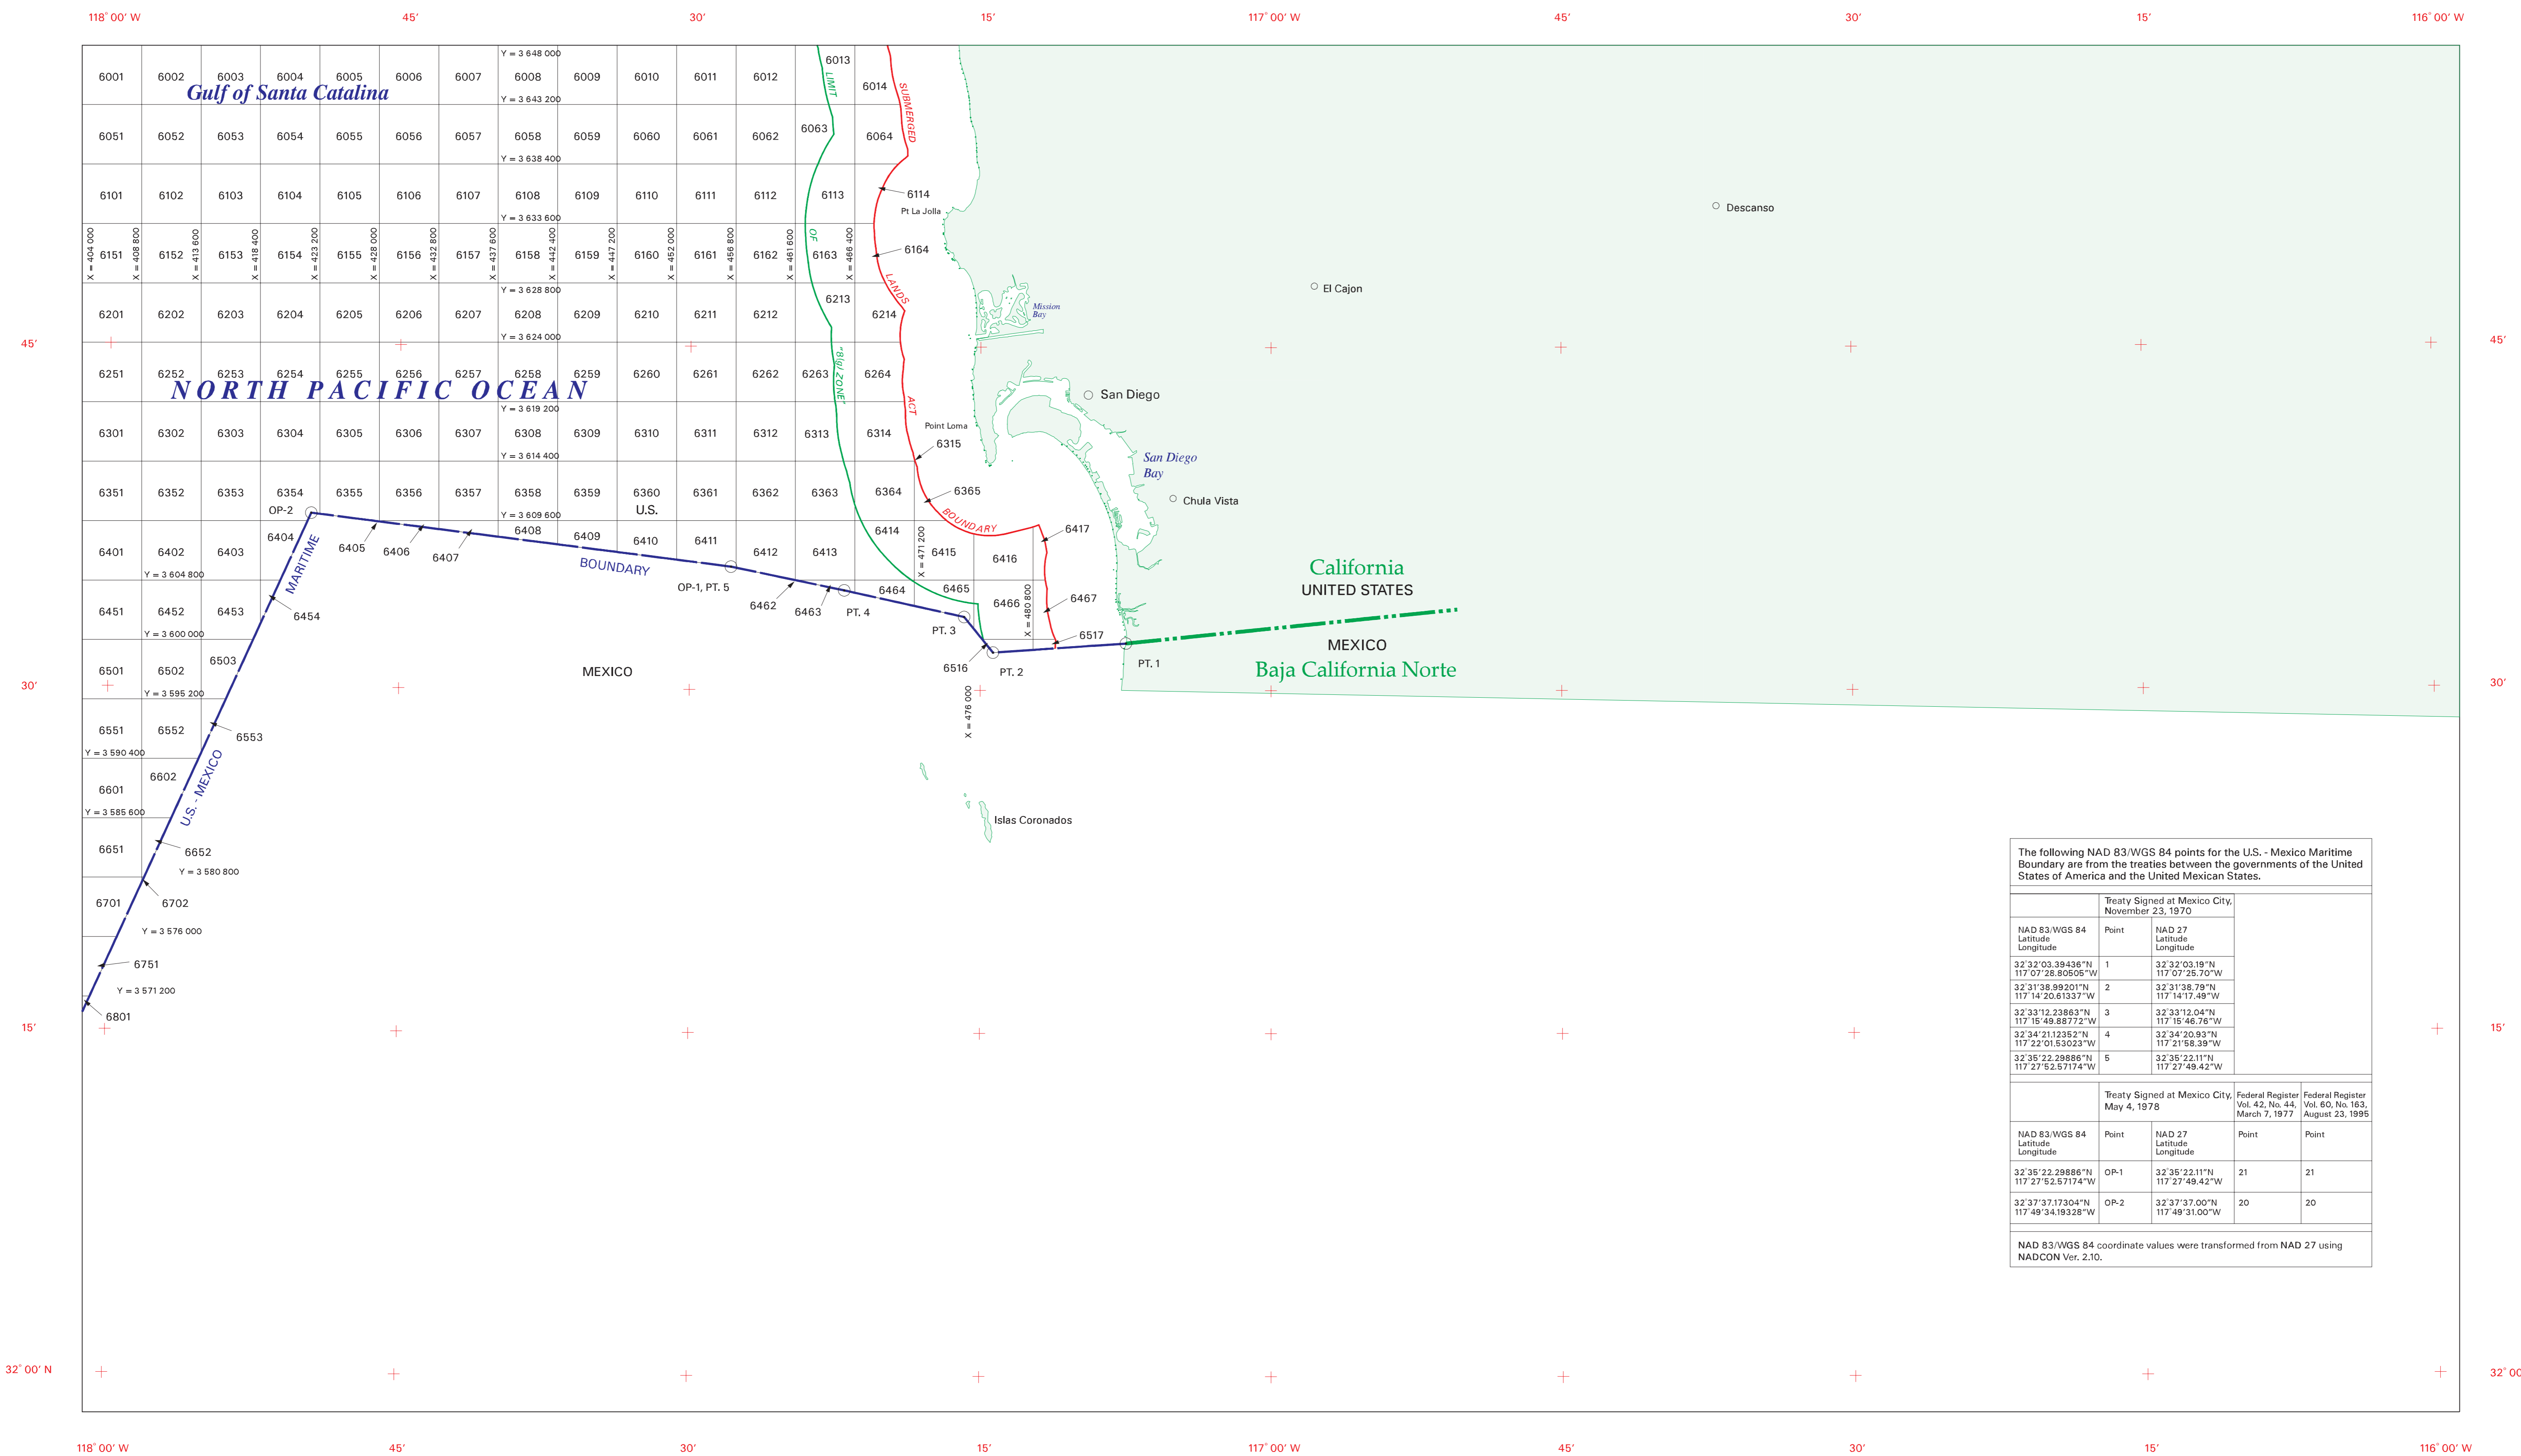 118° 00' W
45'
30'
15'
117° 00' W
45'
30'
15'
116° 00' W
Y = 3 648 000
6013
6001
6002
6003
6004
6005
6006
6007
6008
6009
6010
6011
6012
6014
LIMIT
SUBMERGED
Gulf of Santa Catalina
Y = 3 643 200
6051
6052
6053
6054
6055
6056
6057
6058
6059
6060
6061
6062
6063
6064
Y = 3 638 400
6101
6102
6103
6104
6105
6106
6107
6108
6109
6110
6111
6112
6113
6114
Pt La Jolla
Descanso
Y = 3 633 600
X = 404 000
X = 408 800
X = 413 600
X = 418 400
X = 423 200
X = 428 000
X = 432 800
X = 437 600
X = 442 400
X = 447 200
X = 452 000
X = 456 800
X = 461 600
X = 466 400
OF
6151
6152
6153
6154
6155
6156
6157
6158
6159
6160
6161
6162
6163
6164
Y = 3 628 800
LANDS
El Cajon
6201
6202
6203
6204
6205
6206
6207
6208
6209
6210
6211
6212
6213
6214
Mission
Bay
Y = 3 624 000
45'
45'
6251
6252
6253
6254
6255
6256
6257
6258
6259
6260
6261
6262
6263
6264
"8(g) ZONE"
NORTH PACIFIC OCEAN
San Diego
ACT
Y = 3 619 200
Point Loma
6301
6302
6303
6304
6305
6306
6307
6308
6309
6310
6311
6312
6313
6314
6315
Y = 3 614 400
San Diego
Bay
6351
6352
6353
6354
6355
6356
6357
6358
6359
6360
6361
6362
6363
6364
6365
Chula Vista
OP-2
U.S.
Y = 3 609 600
BOUNDARY
6417
6401
6402
6403
6404
6405
6406
6407
6408
6409
6410
6411
6412
6413
6414
6415
6416
X = 471 200
MARITIME
BOUNDARY
Y = 3 604 800
OP-1, PT. 5
California
UNITED STATES
6451
6452
6453
6454
6462
6463
PT. 4
6464
6465
6466
X = 480 800
6467
Y = 3 600 000
PT. 3
6517
MEXICO
Baja California Norte
6501
6502
6503
MEXICO
6516
PT. 2
PT. 1
30'
30'
Y = 3 595 200
X = 476 000
6551
6552
6553
Y = 3 590 400
U.S. - MEXICO
6601
6602
Y = 3 585 600
Islas Coronados
6651
6652
Y = 3 580 800
6701
6702
Y = 3 576 000
6751
Y = 3 571 200
6801
15'
15'
The following NAD 83/WGS 84 points for the U.S. - Mexico Maritime
Boundary are from the treaties between the governments of the United
States of America and the United Mexican States.
Treaty Signed at Mexico City,
November 23, 1970
NAD 83/WGS 84
Latitude
Longitude
Point
NAD 27
Latitude
Longitude
32°32'03.39436"N
117°07'28.80505"W
1
32°32'03.19"N
117°07'25.70"W
32°31'38.99201"N
117°14'20.61337"W
2
32°31'38.79"N
117°14'17.49"W
32°33'12.23863"N
117°15'49.88772"W
3
32°33'12.04"N
117°15'46.76"W
32°34'21.12352"N
117°22'01.53023"W
4
32°34'20.93"N
117°21'58.39"W
32°35'22.29886"N
117°27'52.57174"W
5
32°35'22.11"N
117°27'49.42"W
Treaty Signed at Mexico City,
May 4, 1978
Federal Register
Vol. 42, No. 44,
March 7, 1977
Federal Register
Vol. 60, No. 163,
August 23, 1995
NAD 83/WGS 84
Latitude
Longitude
Point
NAD 27
Latitude
Longitude
Point
Point
32°35'22.29886"N
117°27'52.57174"W
OP-1
32°35'22.11"N
117°27'49.42"W
21
21
32°37'37.17304"N
117°49'34.19328"W
OP-2
32°37'37.00"N
117°49'31.00"W
20
20
NAD 83/WGS 84 coordinate values were transformed from NAD 27 using
NADCON Ver. 2.10.
32° 00' N
32° 00
118° 00' W
45'
30'
15'
117° 00' W
45'
30'
15'
116° 00' W